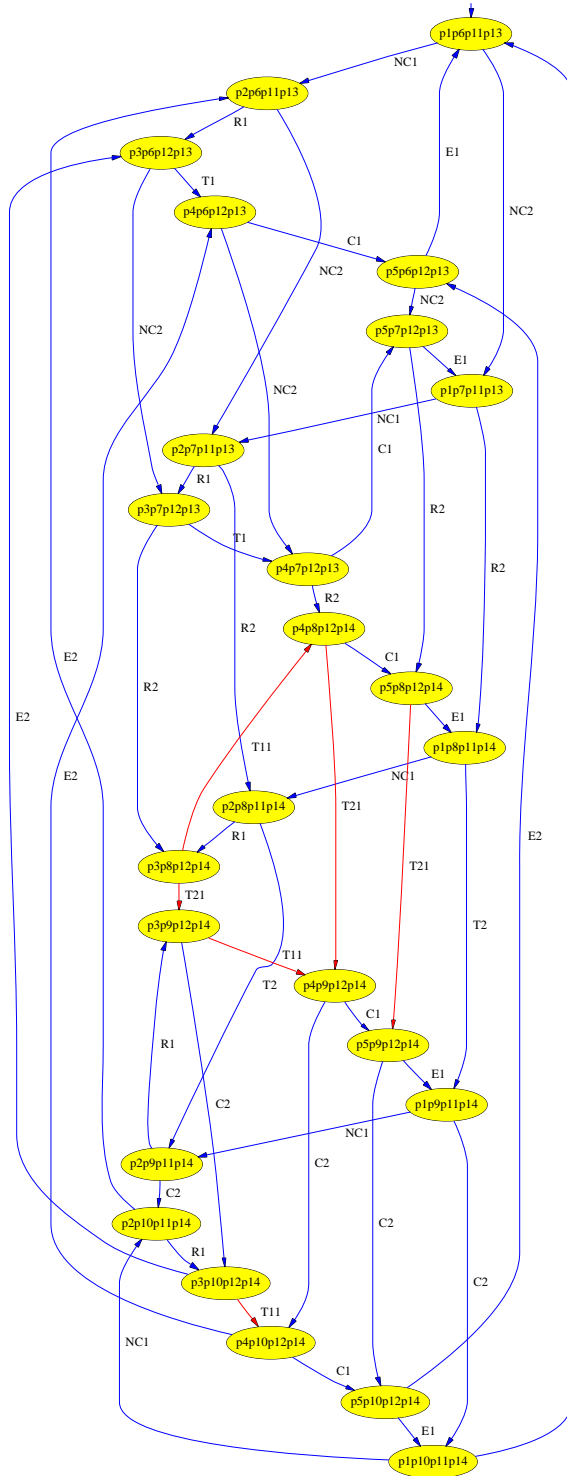 p1p6p11p13
NC1
p2p6p11p13
R1
p3p6p12p13
E1
T1
p4p6p12p13
NC2
C1
NC2
p5p6p12p13
NC2
p5p7p12p13
NC2
E1
NC2
p1p7p11p13
NC1
p2p7p11p13
C1
R1
p3p7p12p13
R2
T1
p4p7p12p13
R2
R2
p4p8p12p14
R2
C1
E2
p5p8p12p14
R2
E1
E2
E2
T11
p1p8p11p14
NC1
p2p8p11p14
T21
R1
E2
p3p8p12p14
T21
T21
p3p9p12p14
T2
T11
T2
p4p9p12p14
C1
R1
p5p9p12p14
E1
C2
p1p9p11p14
NC1
p2p9p11p14
C2
C2
p2p10p11p14
C2
R1
p3p10p12p14
C2
T11
NC1
p4p10p12p14
C1
p5p10p12p14
E1
p1p10p11p14